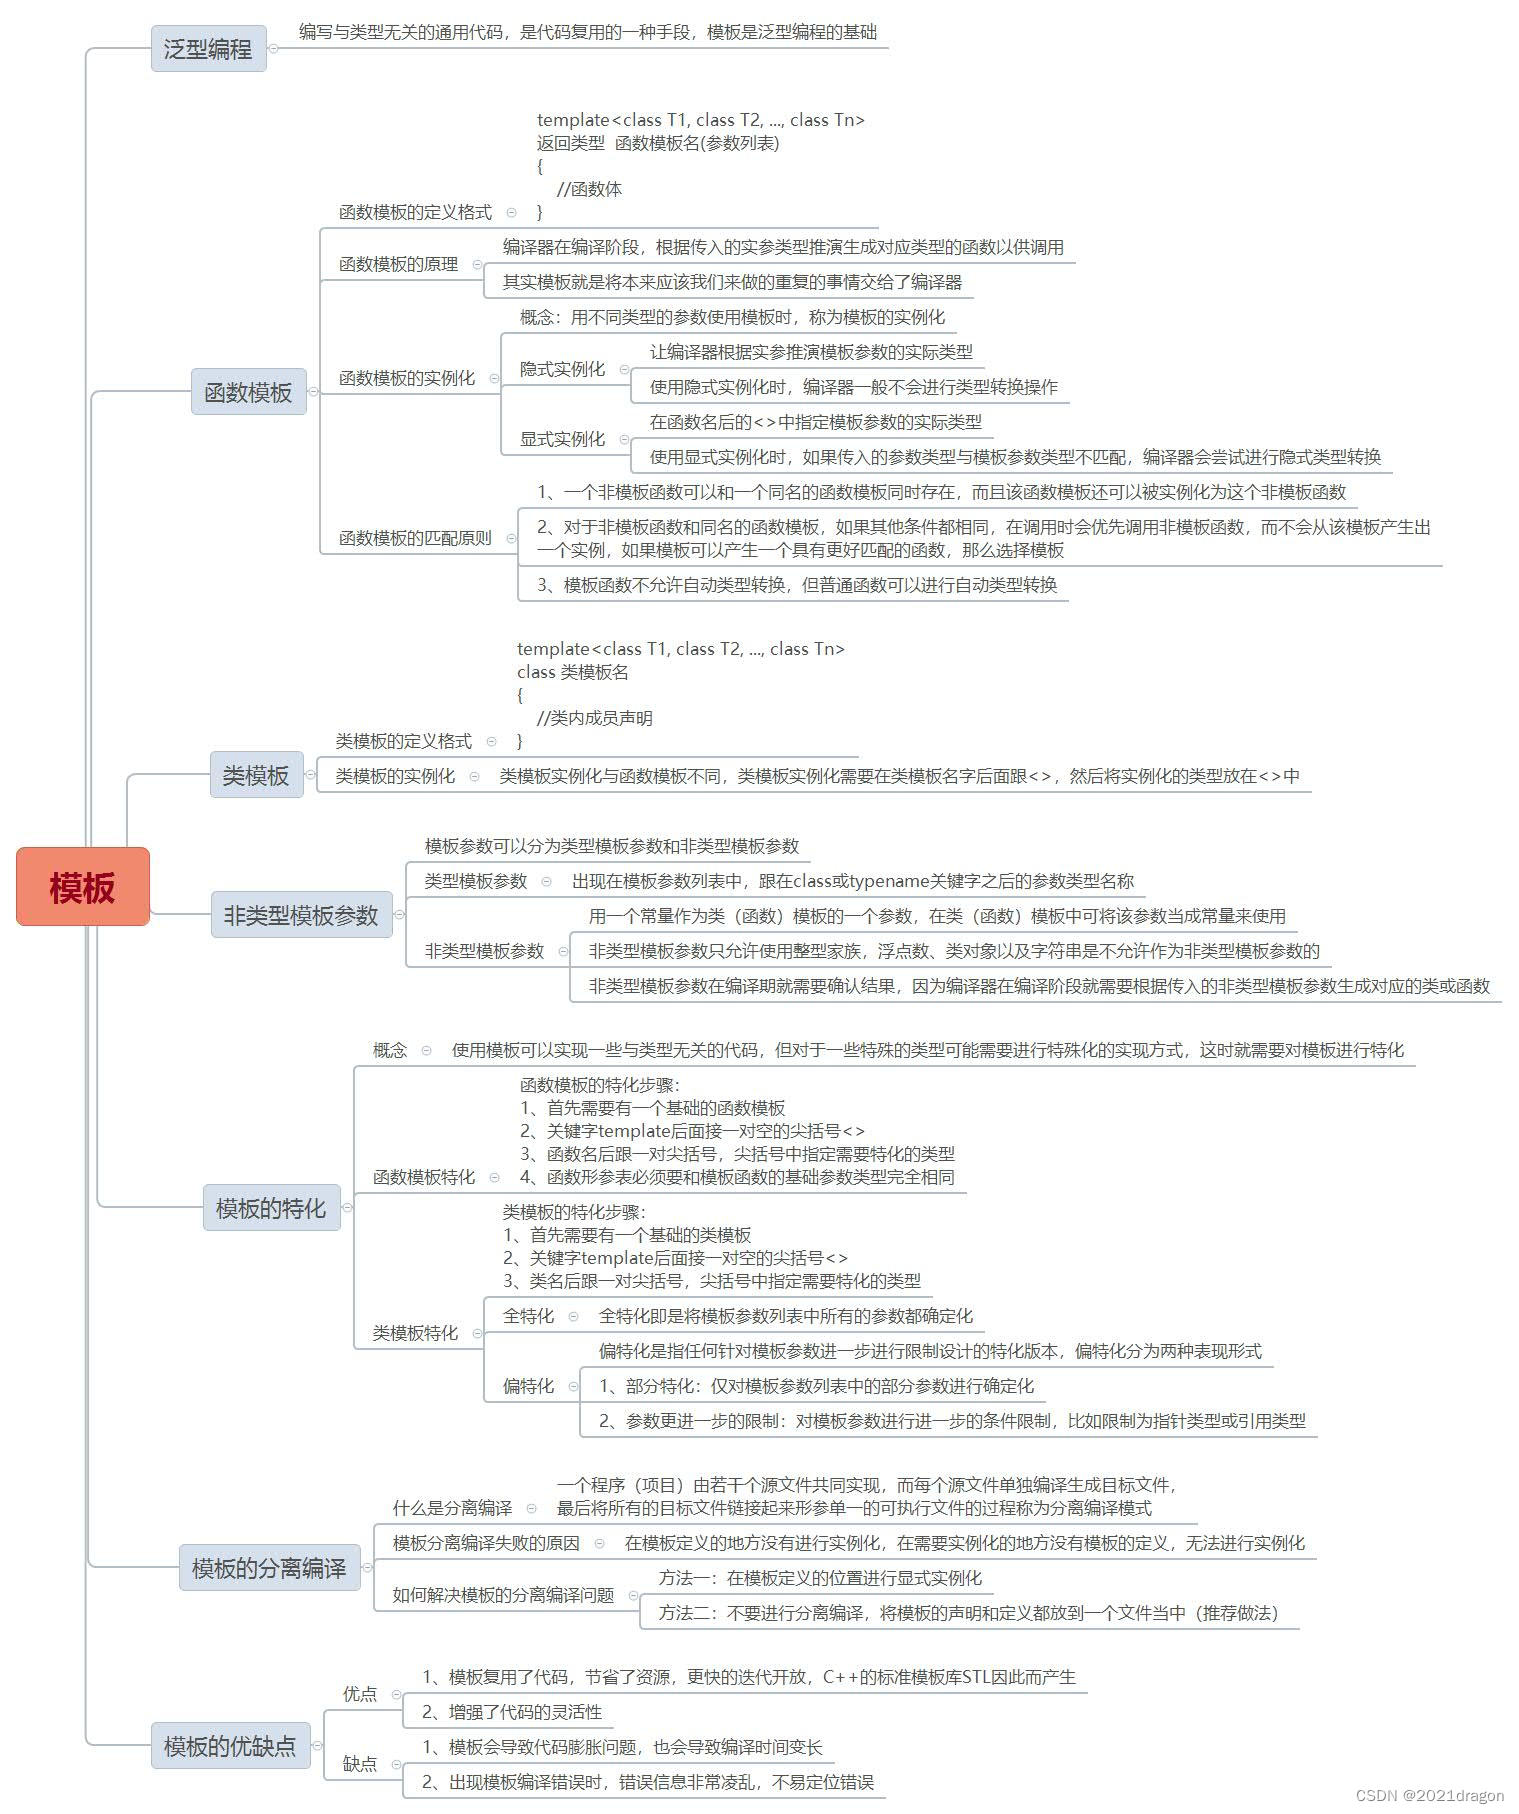 泛型编程
编写与类型无关的通用代码，是代码复用的一种手段，模板是泛型编程的基础
template<class T1, class T2, ..., class Tn>
返回类型  函数模板名(参数列表)
{
//函数体
}
函数模板的定义格式
编译器在编译阶段，根据传入的实参类型推演生成对应类型的函数以供调用
函数模板的原理
其实模板就是将本来应该我们来做的重复的事情交给了编译器
概念：用不同类型的参数使用模板时，称为模板的实例化
让编译器根据实参推演模板参数的实际类型
隐式实例化
函数模板的实例化
使用隐式实例化时，编译器一般不会进行类型转换操作
函数模板
在函数名后的<>中指定模板参数的实际类型
显式实例化
使用显式实例化时，如果传入的参数类型与模板参数类型不匹配，编译器会尝试进行隐式类型转换
1、一个非模板函数可以和一个同名的函数模板同时存在，而且该函数模板还可以被实例化为这个非模板函数
函数模板的匹配原则
2、对于非模板函数和同名的函数模板，如果其他条件都相同，在调用时会优先调用非模板函数，而不会从该模板产生出
一个实例，如果模板可以产生一个具有更好匹配的函数，那么选择模板
3、模板函数不允许自动类型转换，但普通函数可以进行自动类型转换
template<class T1, class T2, ..., class Tn>
class 类模板名
{
//类内成员声明
}
类模板的定义格式
类模板
类模板的实例化
类模板实例化与函数模板不同，类模板实例化需要在类模板名字后面跟<>，然后将实例化的类型放在<>中
模板
模板参数可以分为类型模板参数和非类型模板参数
类型模板参数
出现在模板参数列表中，跟在class或typename关键字之后的参数类型名称
非类型模板参数
用一个常量作为类（函数）模板的一个参数，在类（函数）模板中可将该参数当成常量来使用
非类型模板参数
非类型模板参数只允许使用整型家族，浮点数、类对象以及字符串是不允许作为非类型模板参数的
非类型模板参数在编译期就需要确认结果，因为编译器在编译阶段就需要根据传入的非类型模板参数生成对应的类或函数
概念
使用模板可以实现一些与类型无关的代码，但对于一些特殊的类型可能需要进行特殊化的实现方式，这时就需要对模板进行特化
函数模板的特化步骤：
1、首先需要有一个基础的函数模板
2、关键字template后面接一对空的尖括号<>
3、函数名后跟一对尖括号，尖括号中指定需要特化的类型
4、函数形参表必须要和模板函数的基础参数类型完全相同
函数模板特化
模板的特化
类模板的特化步骤：
1、首先需要有一个基础的类模板
2、关键字template后面接一对空的尖括号<>
3、类名后跟一对尖括号，尖括号中指定需要特化的类型
全特化
全特化即是将模板参数列表中所有的参数都确定化
类模板特化
偏特化是指任何针对模板参数进一步进行限制设计的特化版本，偏特化分为两种表现形式
偏特化
1、部分特化：仅对模板参数列表中的部分参数进行确定化
2、参数更进一步的限制：对模板参数进行进一步的条件限制，比如限制为指针类型或引用类型
什么是分离编译
一个程序（项目）由若干个源文件共同实现，而每个源文件单独编译生成目标文件，
最后将所有的目标文件链接起来形参单一的可执行文件的过程称为分离编译模式
模板分离编译失败的原因
在模板定义的地方没有进行实例化，在需要实例化的地方没有模板的定义，无法进行实例化
模板的分离编译
方法一：在模板定义的位置进行显式实例化
如何解决模板的分离编译问题
方法二：不要进行分离编译，将模板的声明和定义都放到一个文件当中（推荐做法）
1、模板复用了代码，节省了资源，更快的迭代开放，C++的标准模板库STL因此而产生
优点
2、增强了代码的灵活性
模板的优缺点
1、模板会导致代码膨胀问题，也会导致编译时间变长
缺点
2、出现模板编译错误时，错误信息非常凌乱，不易定位错误
CSDN @2021dragon